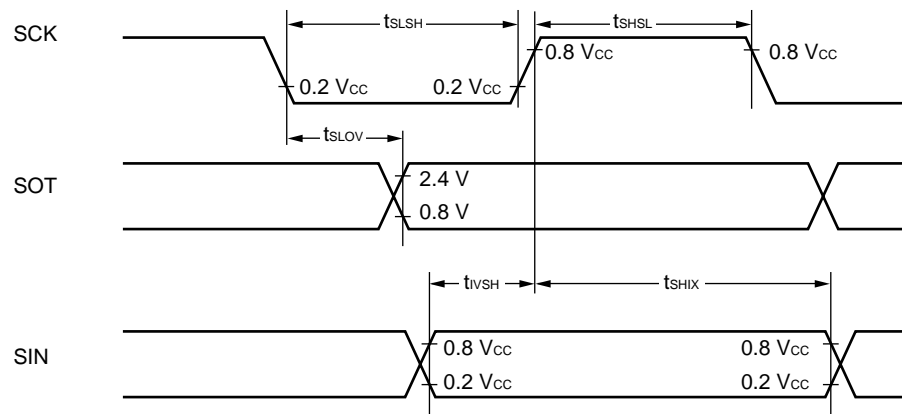 tSLSH tSHSL
SCK
0.8 VCC 0.8 VCC
0.2 VCC 0.2 VCC
tSLOV
SOT
2.4 V
0.8 V
tIVSH tSHIX
SIN
0.8 VCC 0.8 VCC
0.2 VCC 0.2 VCC